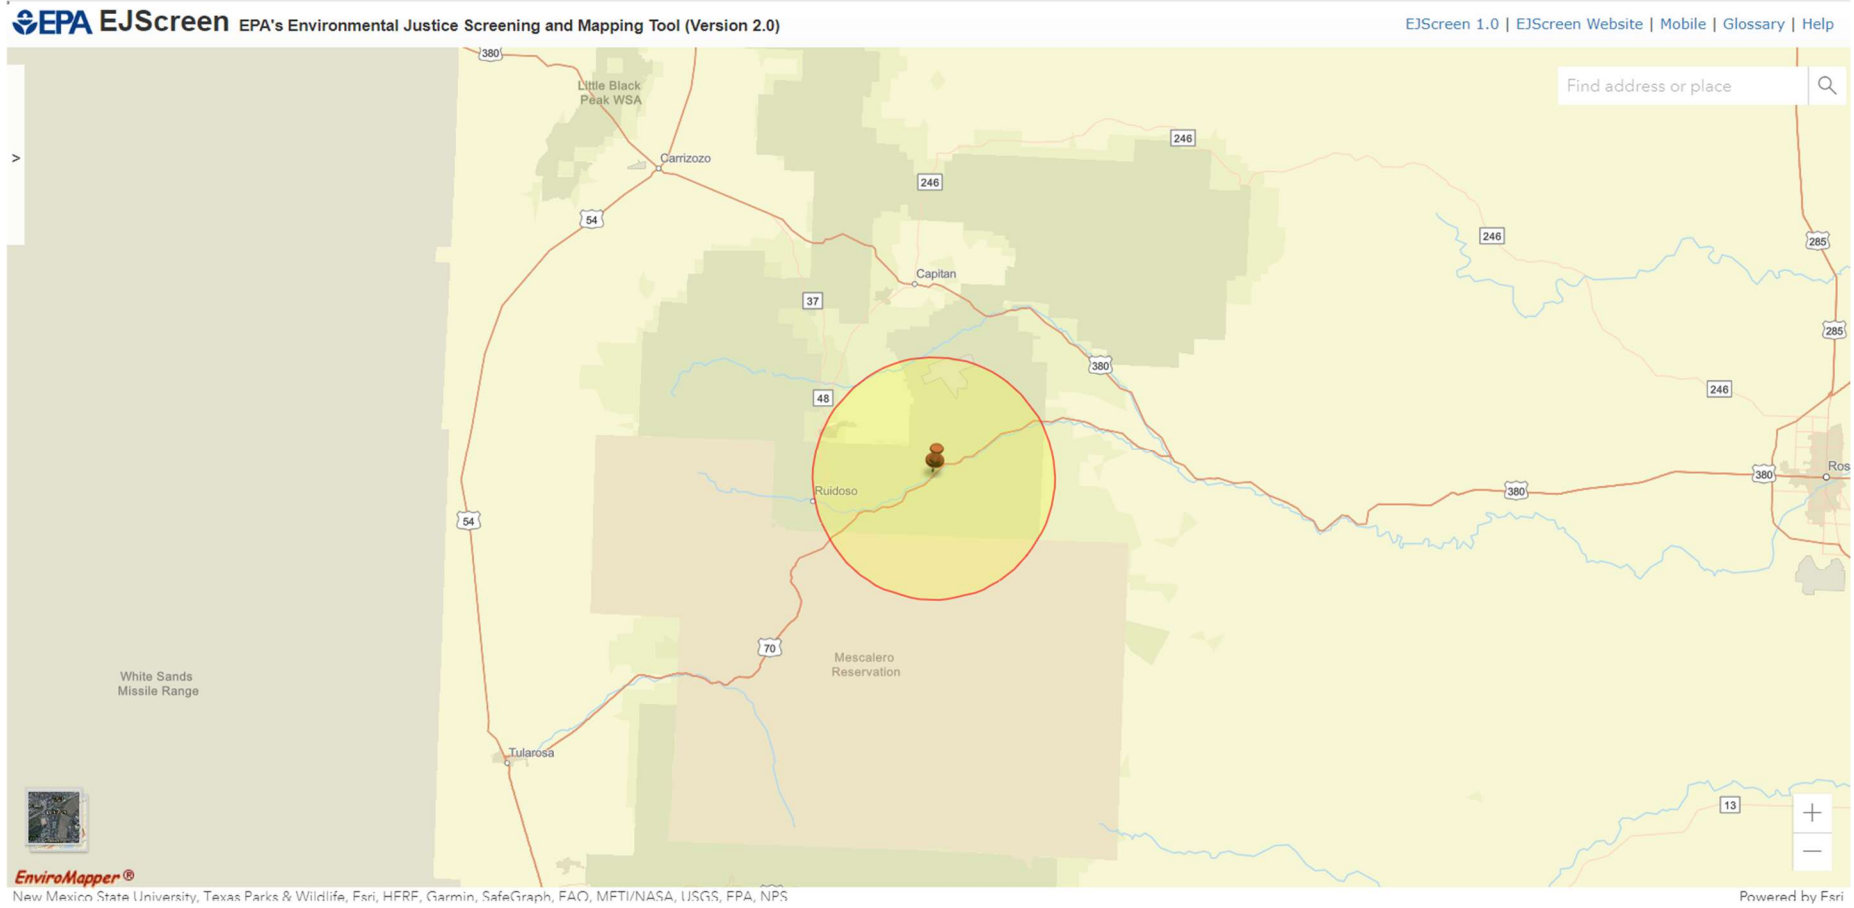 EPA EJScreen EPA's Environmental Justice Screening and Mapping Tool (Version 2.0)
EJScreen 1.0 | EJScreen Website | Mobile | Glossary | Help
380
Little Black
Peak WSA
Find address or place
>
246
Carrizozo
246
54
246
285
Capitan
37
285
380
246
48
Ros
380
Ruidoso
380
54
70
Mescalero
Reservation
White Sands
Missile Range
Tularosa
13
+
−
EnviroMapper ®
New Mexico State University, Texas Parks & Wildlife, Esri, HERE, Garmin, SafeGraph, FAO, METI/NASA, USGS, EPA, NPS
Powered by Esri